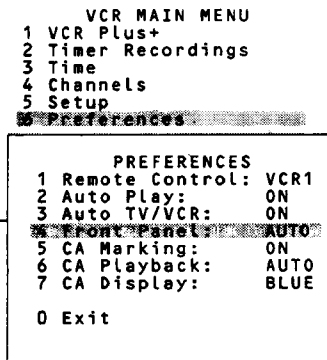 VCR MAIN MENU
1 VCR Plus+
2 Timer Recordings
3 Time
4 Channels
5 Setup
6 Preferences
PREFERENCES
1 Remote Control: VCR1
2 Auto Play: ON
3 Auto TV/VCR: ON
4 Front Panel: AUTO
5 CA Marking: ON
6 CA Playback: AUTO
7 CA Display: BLUE
0 Exit